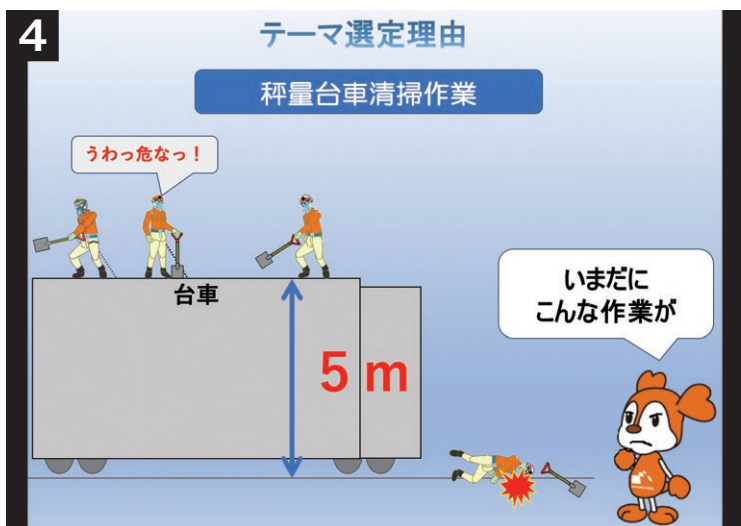 4
テーマ選定理由
秤量台車清掃作業
うわっ危なっ！
台車
5 m
いまだに
こんな作業が